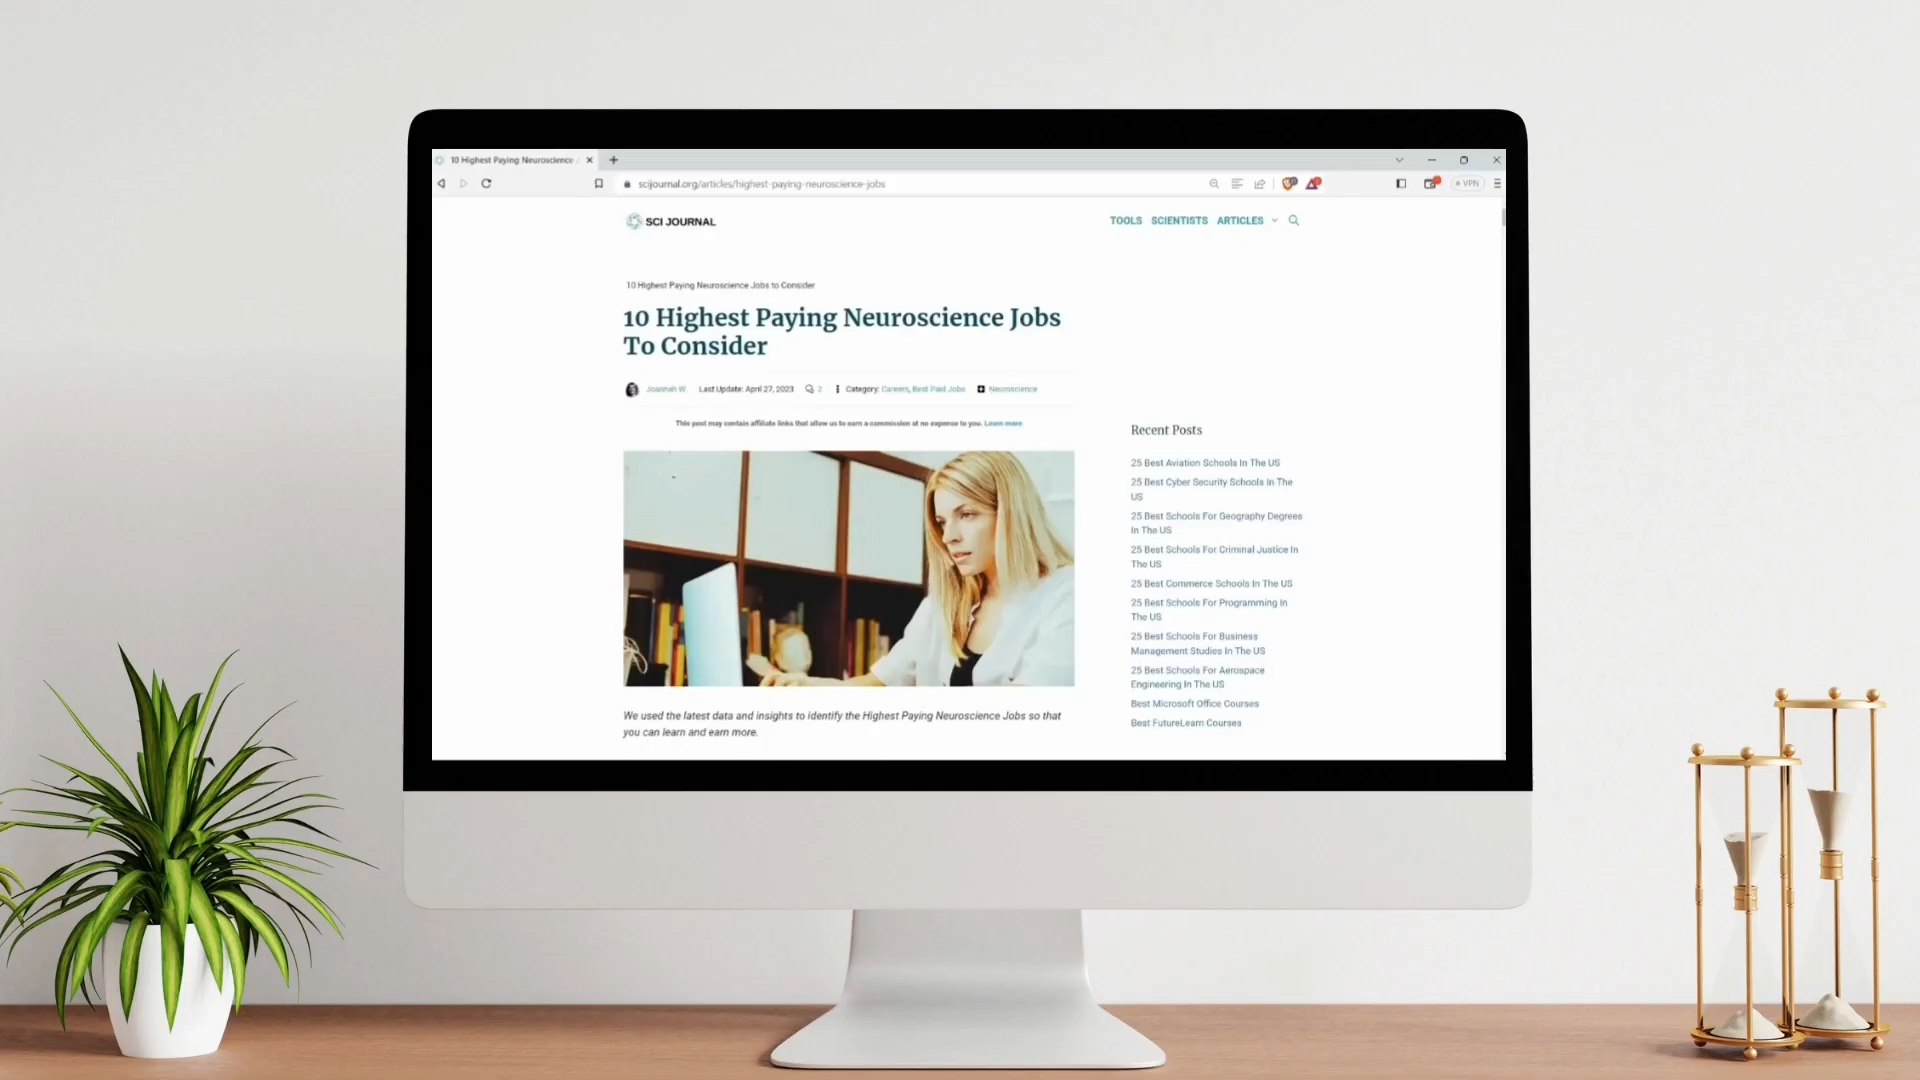 10 Highest Paying Neuroscience
scijournal.org/articles/highest-paying-neuroscience-jobs
VPN
SCI JOURNAL
TOOLS SCIENTISTS ARTICLES
10 Highest Paying Neuroscience Jobs to Consider
10 Highest Paying Neuroscience Jobs
To Consider
Joannah W. Last Update: April 27, 2023 2 Category: Careers, Best Paid Jobs Neuroscience
This post may contain affiliate links that allow us to earn a commission at no expense to you. Learn more
We used the latest data and insights to identify the Highest Paying Neuroscience Jobs so that
you can learn and earn more.
Recent Posts
25 Best Aviation Schools In The US
25 Best Cyber Security Schools In The
US
25 Best Schools For Geography Degrees
In The US
25 Best Schools For Criminal Justice In
The US
25 Best Commerce Schools In The US
25 Best Schools For Programming In
The US
25 Best Schools For Business
Management Studies In The US
25 Best Schools For Aerospace
Engineering In The US
Best Microsoft Office Courses
Best FutureLearn Courses